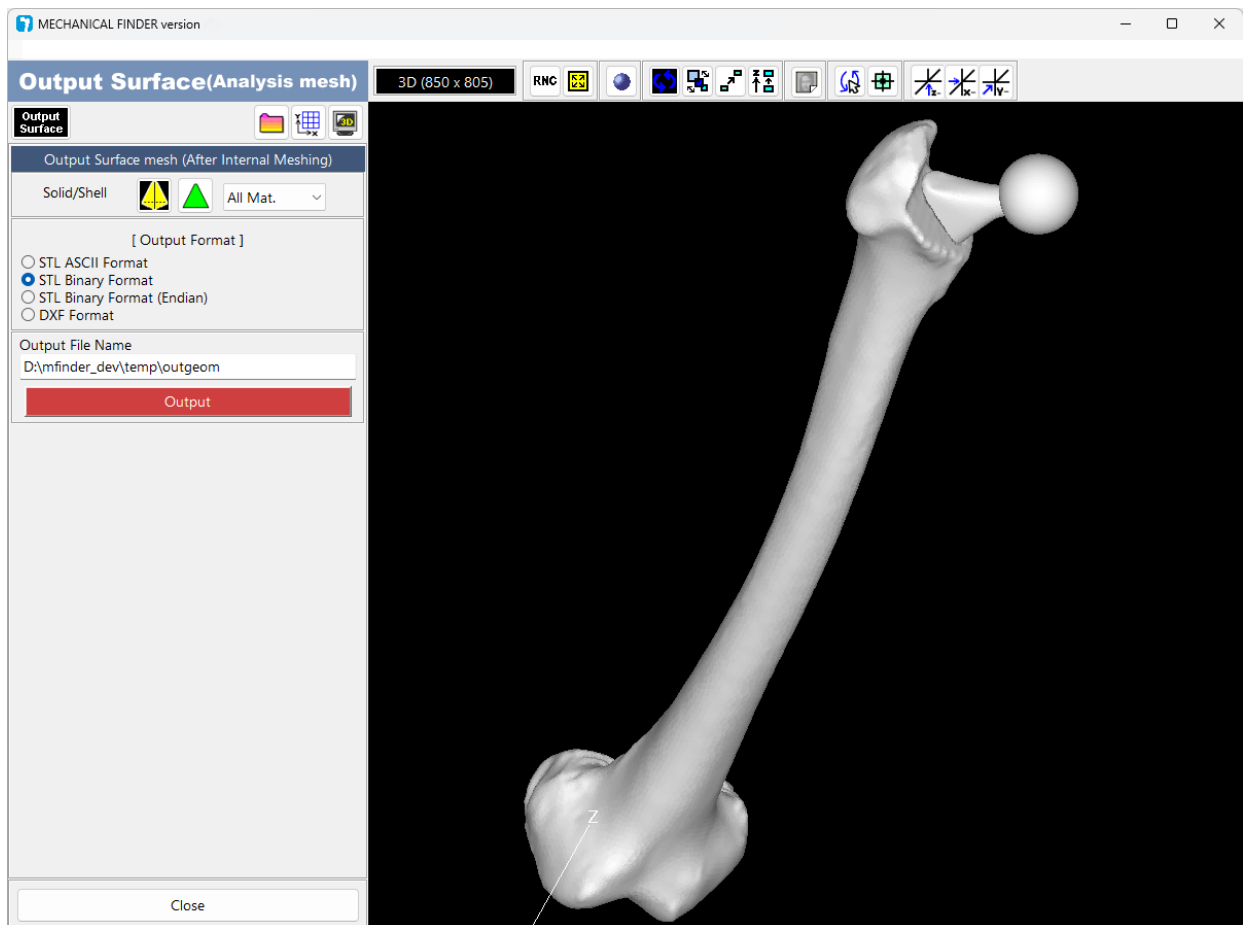 MECHANICAL FINDER version
Output Surface(Analysis mesh)
3D (850 x 805)
RNC
Output
Surface
3D
Output Surface mesh (After Internal Meshing)
Solid/Shell
All Mat.
[ Output Format ]
STL ASCII Format
STL Binary Format
STL Binary Format (Endian)
DXF Format
Output File Name
D:\mfinder_dev\temp\outgeom
Output
Z
Close